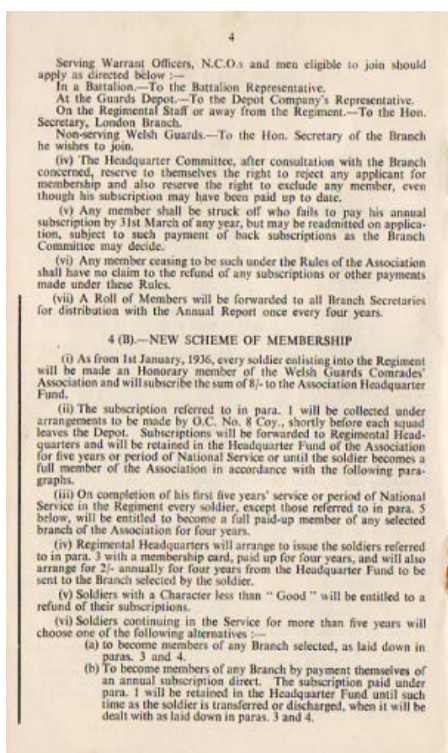 4
Serving Warrant Officers, N.C.O.s and men eligible to join should
apply as directed below :—
In a Battalion.—To the Battalion Representative.
At the Guards Depot.—To the Depot Company's Representative.
On the Regimental Staff or away from the Regiment.—To the Hon.
Secretary, London Branch.
Non-serving Welsh Guards.—To the Hon. Secretary of the Branch
he wishes to join.
(iv) The Headquarter Committee, after consultation with the Branch
concerned, reserve to themselves the right to reject any applicant for
membership and also reserve the right to exclude any member, even
though his subscription may have been paid up to date.
(v) Any member shall be struck off who fails to pay his annual
subscription by 31st March of any year, but may be readmitted on applica-
tion, subject to such payment of back subscriptions as the Branch
Committee may decide.
(vi) Any member ceasing to be such under the Rules of the Association
shall have no claim to the refund of any subscriptions or other payments
made under these Rules.
(vii) A Roll of Members will be forwarded to all Branch Secretaries
for distribution with the Annual Report once every four years.
4 (B).—NEW SCHEME OF MEMBERSHIP
(i) As from 1st January, 1936, every soldier enlisting into the Regiment
will be made an Honorary member of the Welsh Guards Comrades'
Association and will subscribe the sum of 8/- to the Association Headquarter
Fund.
(ii) The subscription referred to in para. 1 will be collected under
arrangements to be made by O.C. No. 8 Coy., shortly before each squad
leaves the Depot. Subscriptions will be forwarded to Regimental Head-
quarters and will be retained in the Headquarter Fund of the Association
for five years or period of National Service or until the soldier becomes a
full member of the Association in accordance with the following para-
graphs.
(iii) On completion of his first five years' service or period of National
Service in the Regiment every soldier, except those referred to in para. 5
below, will be entitled to become a full paid-up member of any selected
branch of the Association for four years.
(iv) Regimental Headquarters will arrange to issue the soldiers referred
to in para. 3 with a membership card, paid up for four years, and will also
arrange for 2/- annually for four years from the Headquarter Fund to be
sent to the Branch selected by the soldier.
(v) Soldiers with a Character less than " Good " will be entitled to a
refund of their subscriptions.
(vi) Soldiers continuing in the Service for more than five years will
choose one of the following alternatives :—
(a) to become members of any Branch selected, as laid down in
paras. 3 and 4.
(b) To become members of any Branch by payment themselves of
an annual subscription direct. The subscription paid under
para. 1 will be retained in the Headquarter Fund until such
time as the soldier is transferred or discharged, when it will be
dealt with as laid down in paras. 3 and 4.